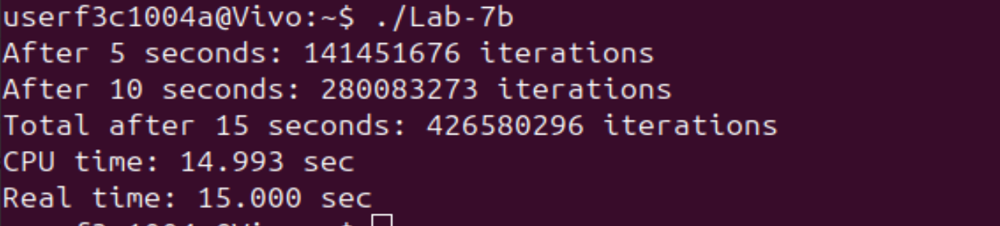 userf3c1004a@Vivo:~$ ./Lab-7b
After 5 seconds: 141451676 iterations
After 10 seconds: 280083273 iterations
Total after 15 seconds: 426580296 iterations
CPU time: 14.993 sec
Real time: 15.000 sec